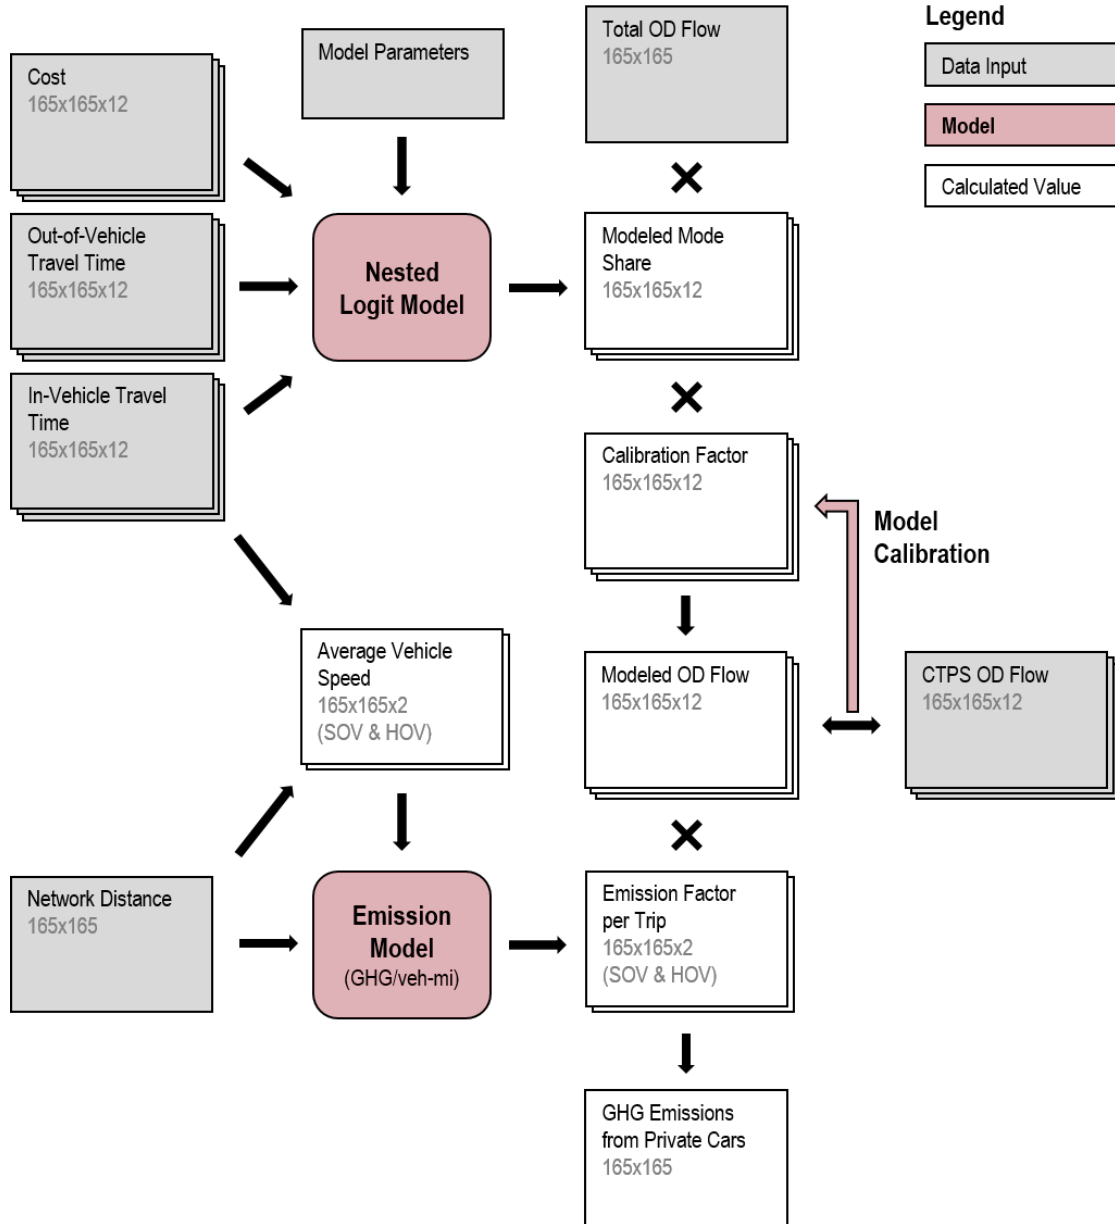 Legend
Data Input
Model
Calculated Value
Cost
165x165x12
Model Parameters
Total OD Flow
165x165
Out-of-Vehicle
Travel Time
165x165x12
Nested
Logit Model
Modeled Mode
Share
165x165x12
In-Vehicle Travel
Time
165x165x12
Calibration Factor
165x165x12
Model
Calibration
Average Vehicle
Speed
165x165x2
(SOV & HOV)
Modeled OD Flow
165x165x12
CTPS OD Flow
165x165x12
Network Distance
165x165
Emission
Model
(GHG/veh-mi)
Emission Factor
per Trip
165x165x2
(SOV & HOV)
GHG Emissions
from Private Cars
165x165